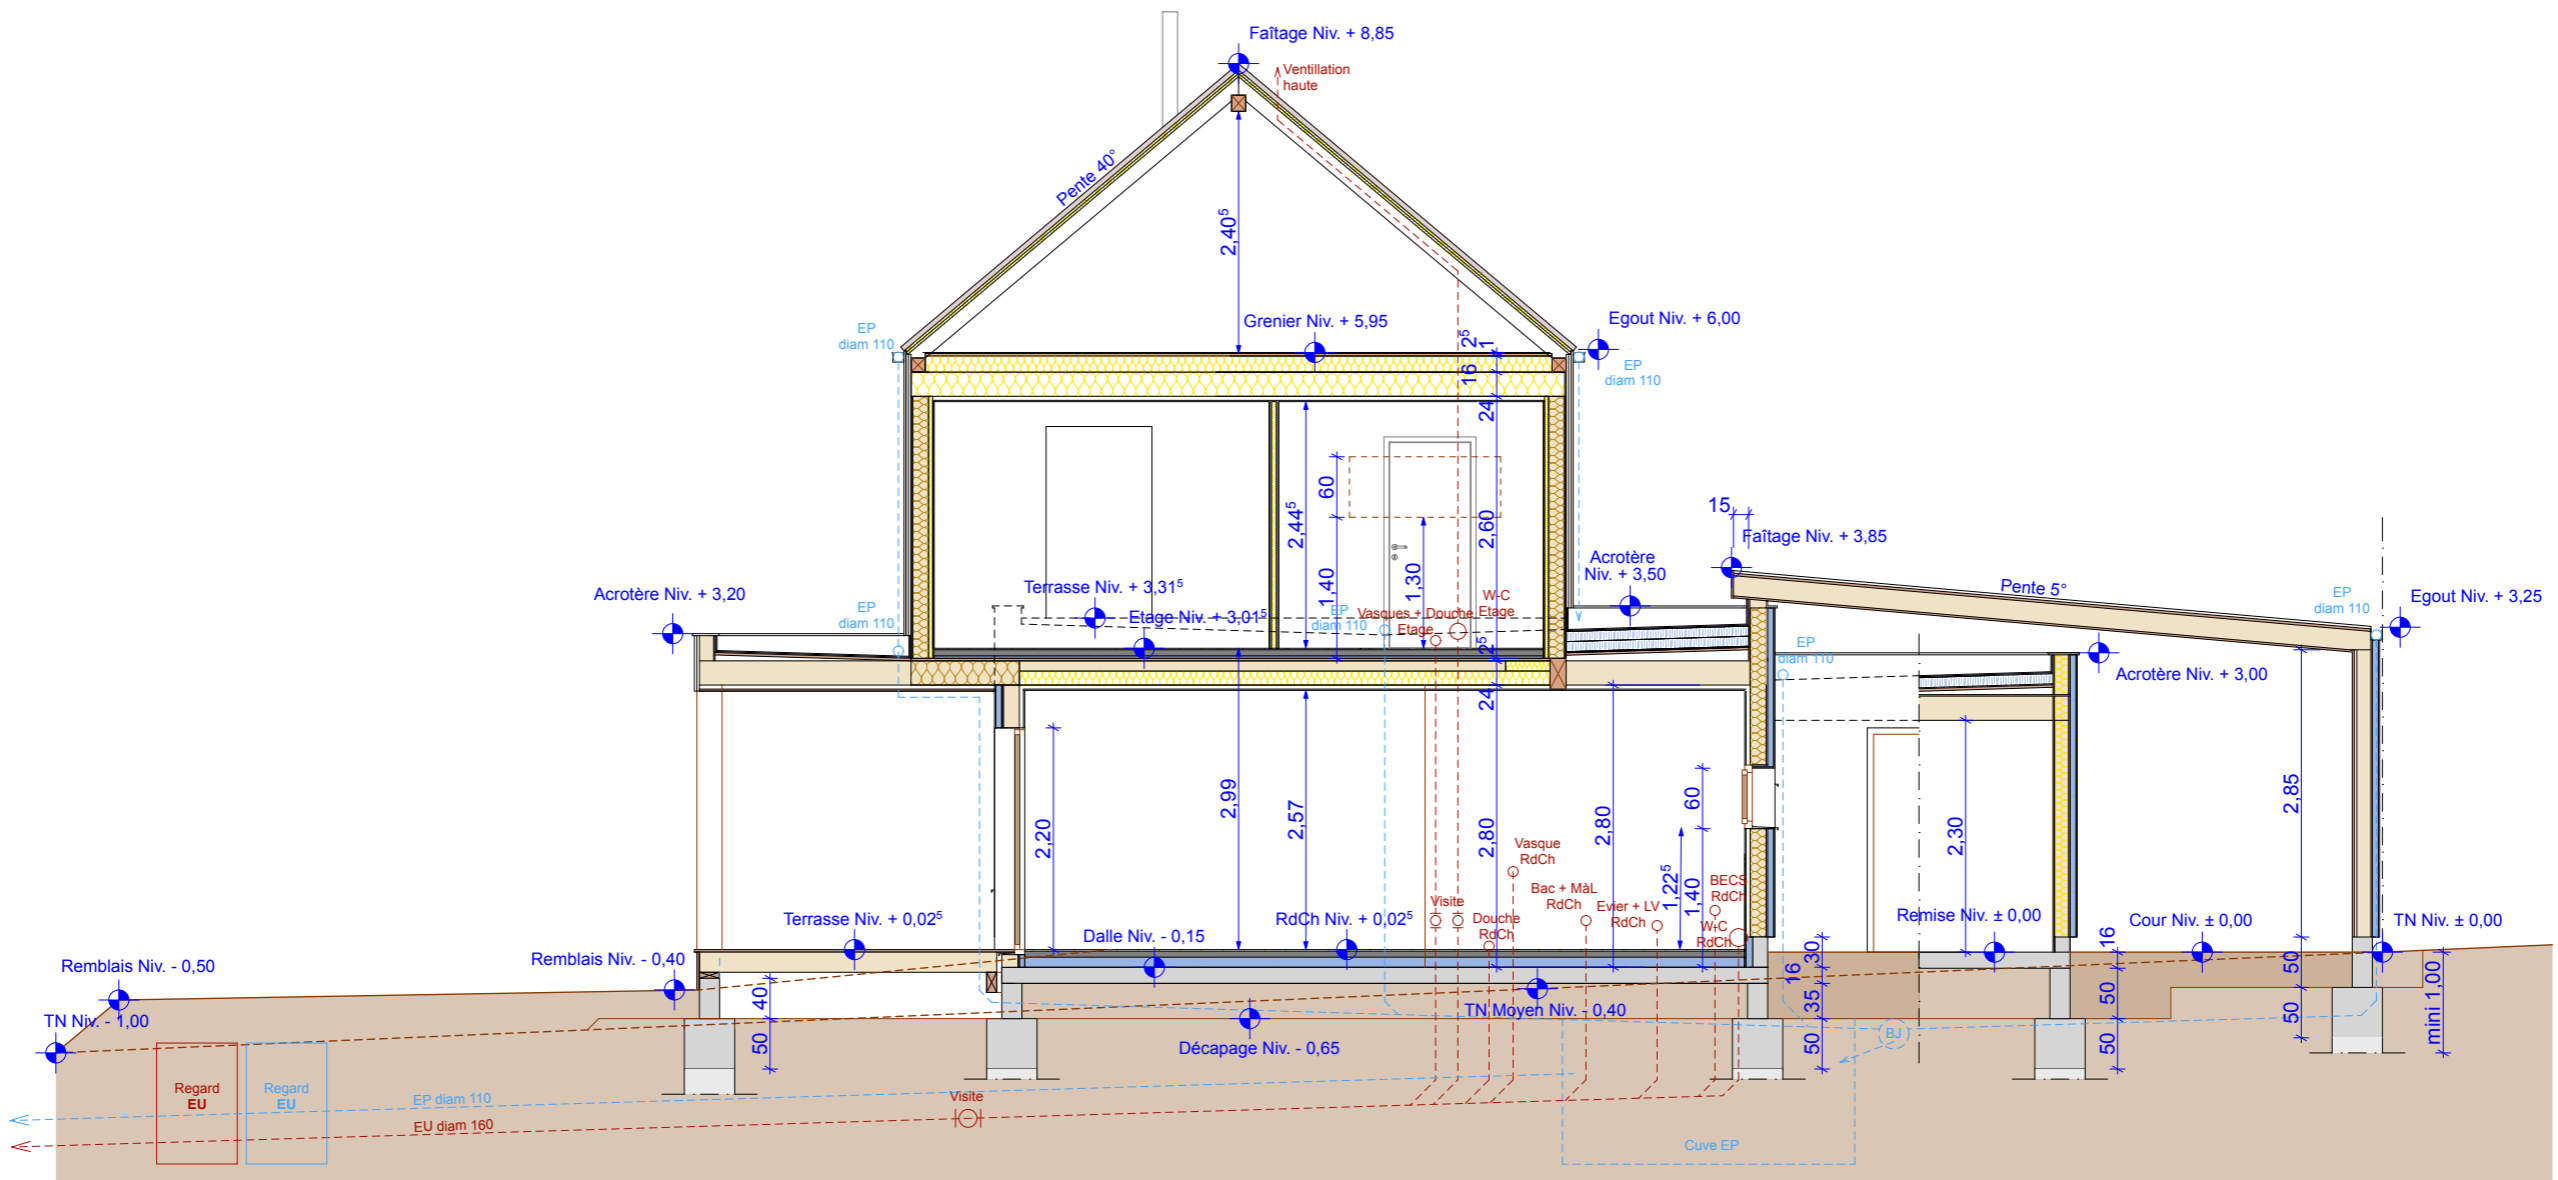 Faîtage Niv. + 8,85
Ventillation
haute
Pente 40°
2,40⁵
EP
diam 110
Grenier Niv. + 5,95
Egout Niv. + 6,00
2⁵
1
16
24
EP
diam 110
60
2,44⁵
2,60
1,40
1,30
15
Faîtage Niv. + 3,85
Acrotère
Niv. + 3,50
Pente 5°
EP
diam 110
Egout Niv. + 3,25
Acrotère Niv. + 3,20
EP
diam 110
Terrasse Niv. + 3,31⁵
Etage Niv. + 3,01⁵
EP
diam 110
Vasques + Douche
Etage
W-C
Etage
2⁵
24
EP
diam 110
Acrotère Niv. + 3,00
2,20
2,99
2,57
2,80
2,80
60
1,22⁵
1,40
2,30
2,85
Vasque
RdCh
Bac + MàL
RdCh
Evier + LV
RdCh
BECS
RdCh
W-C
RdCh
Visite
Douche
RdCh
Terrasse Niv. + 0,02⁵
RdCh Niv. + 0,02⁵
Remise Niv. ± 0,00
Cour Niv. ± 0,00
TN Niv. ± 0,00
Dalle Niv. - 0,15
Remblais Niv. - 0,50
Remblais Niv. - 0,40
TN Niv. - 1,00
TN Moyen Niv. - 0,40
Décapage Niv. - 0,65
40
50
30
16
35
50
16
50
50
50
50
mini 1,00
BJ
Regard
EU
Regard
EU
EP diam 110
EU diam 160
Visite
Cuve EP